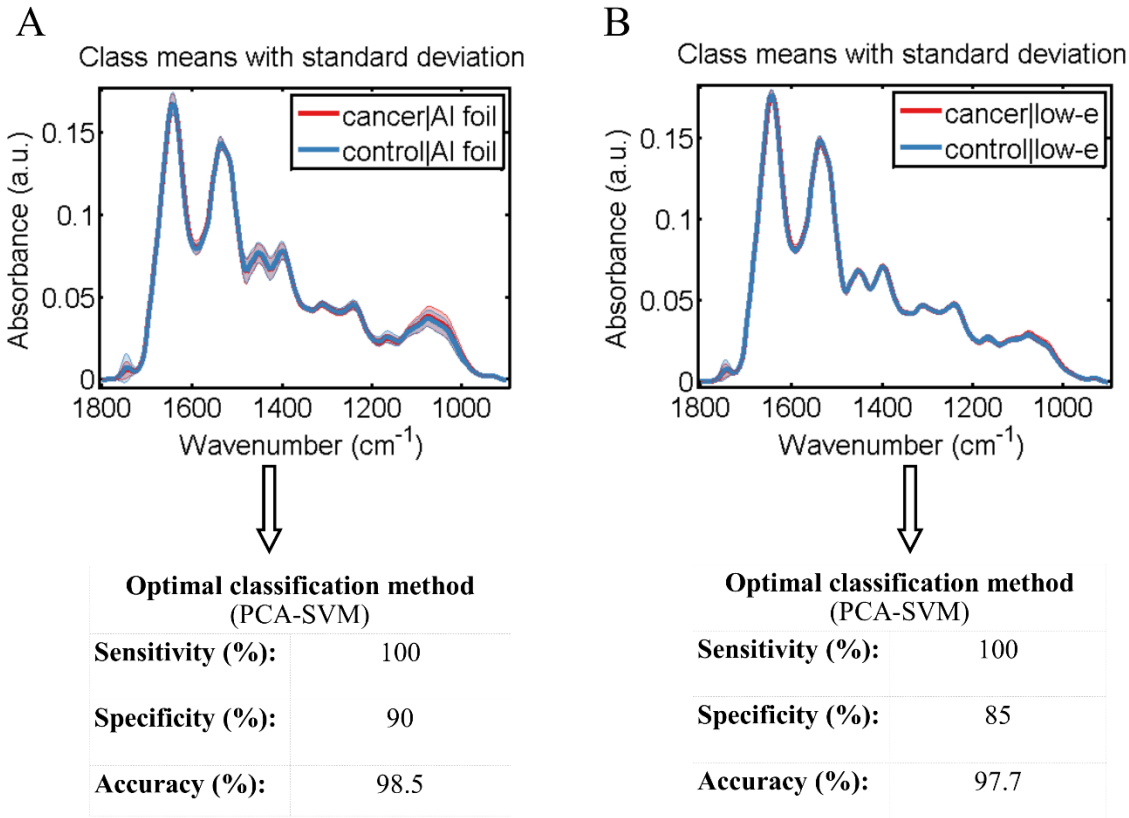 A
Class means with standard deviation
cancer|Al foil
control|Al foil
Absorbance (a.u.)
0.15
0.1
0.05
0
1800 1600 1400 1200 1000
Wavenumber (cm⁻¹)
Optimal classification method
(PCA-SVM)
Sensitivity (%): 100
Specificity (%): 90
Accuracy (%): 98.5
B
Class means with standard deviation
cancer|low-e
control|low-e
Absorbance (a.u.)
0.15
0.1
0.05
0
1800 1600 1400 1200 1000
Wavenumber (cm⁻¹)
Optimal classification method
(PCA-SVM)
Sensitivity (%): 100
Specificity (%): 85
Accuracy (%): 97.7